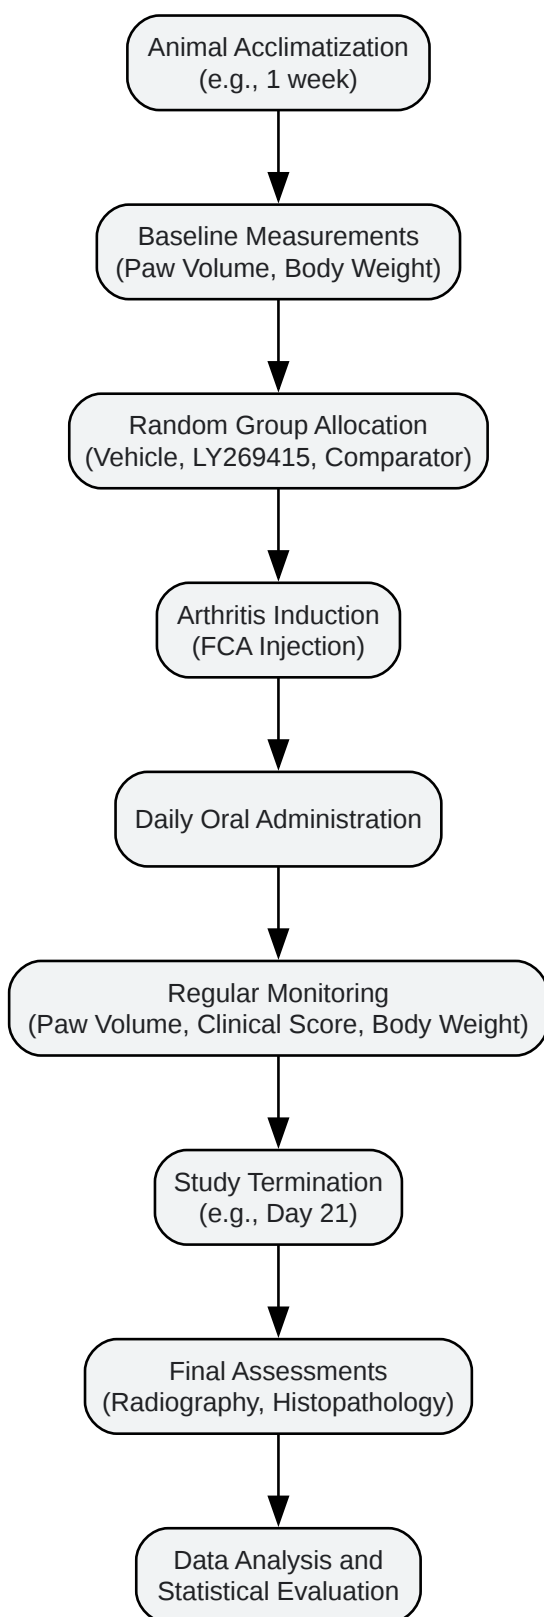 Animal Acclimatization
(e.g., 1 week)
Baseline Measurements
(Paw Volume, Body Weight)
Random Group Allocation
(Vehicle, LY269415, Comparator)
Arthritis Induction
(FCA Injection)
Daily Oral Administration
Regular Monitoring
(Paw Volume, Clinical Score, Body Weight)
Study Termination
(e.g., Day 21)
Final Assessments
(Radiography, Histopathology)
Data Analysis and
Statistical Evaluation